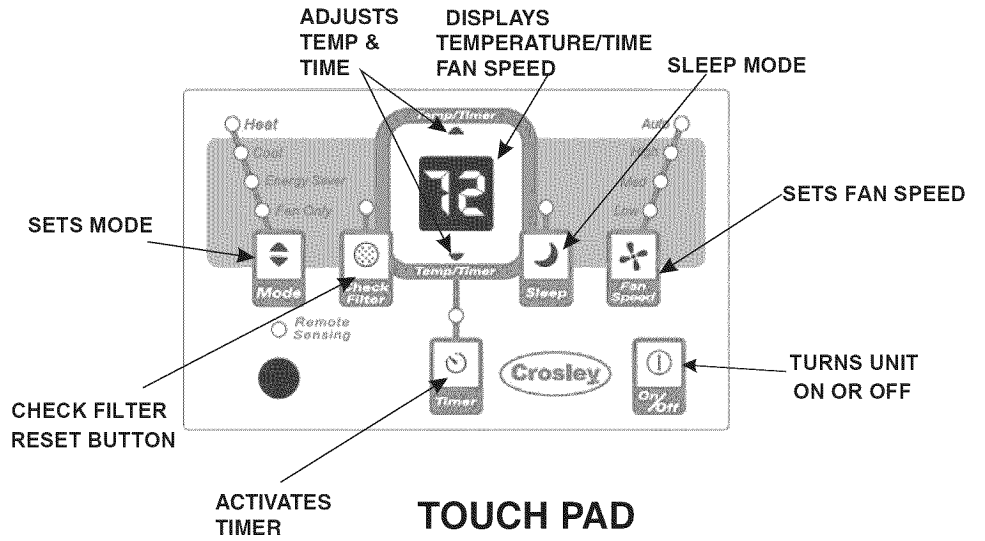 ADJUSTS
TEMP &
TIME
DISPLAYS
TEMPERATURE/TIME
FAN SPEED
SLEEP MODE
Temp/Timer
Heat
Cool
Energy Saver
Fan Only
72
Auto
High
Med
Low
SETS MODE
SETS FAN SPEED
Mode
Check
Filter
Temp/Timer
Sleep
Fan
Speed
Remote
Sensing
Timer
Crosley
On/Off
TURNS UNIT
ON OR OFF
CHECK FILTER
RESET BUTTON
ACTIVATES
TIMER
TOUCH PAD